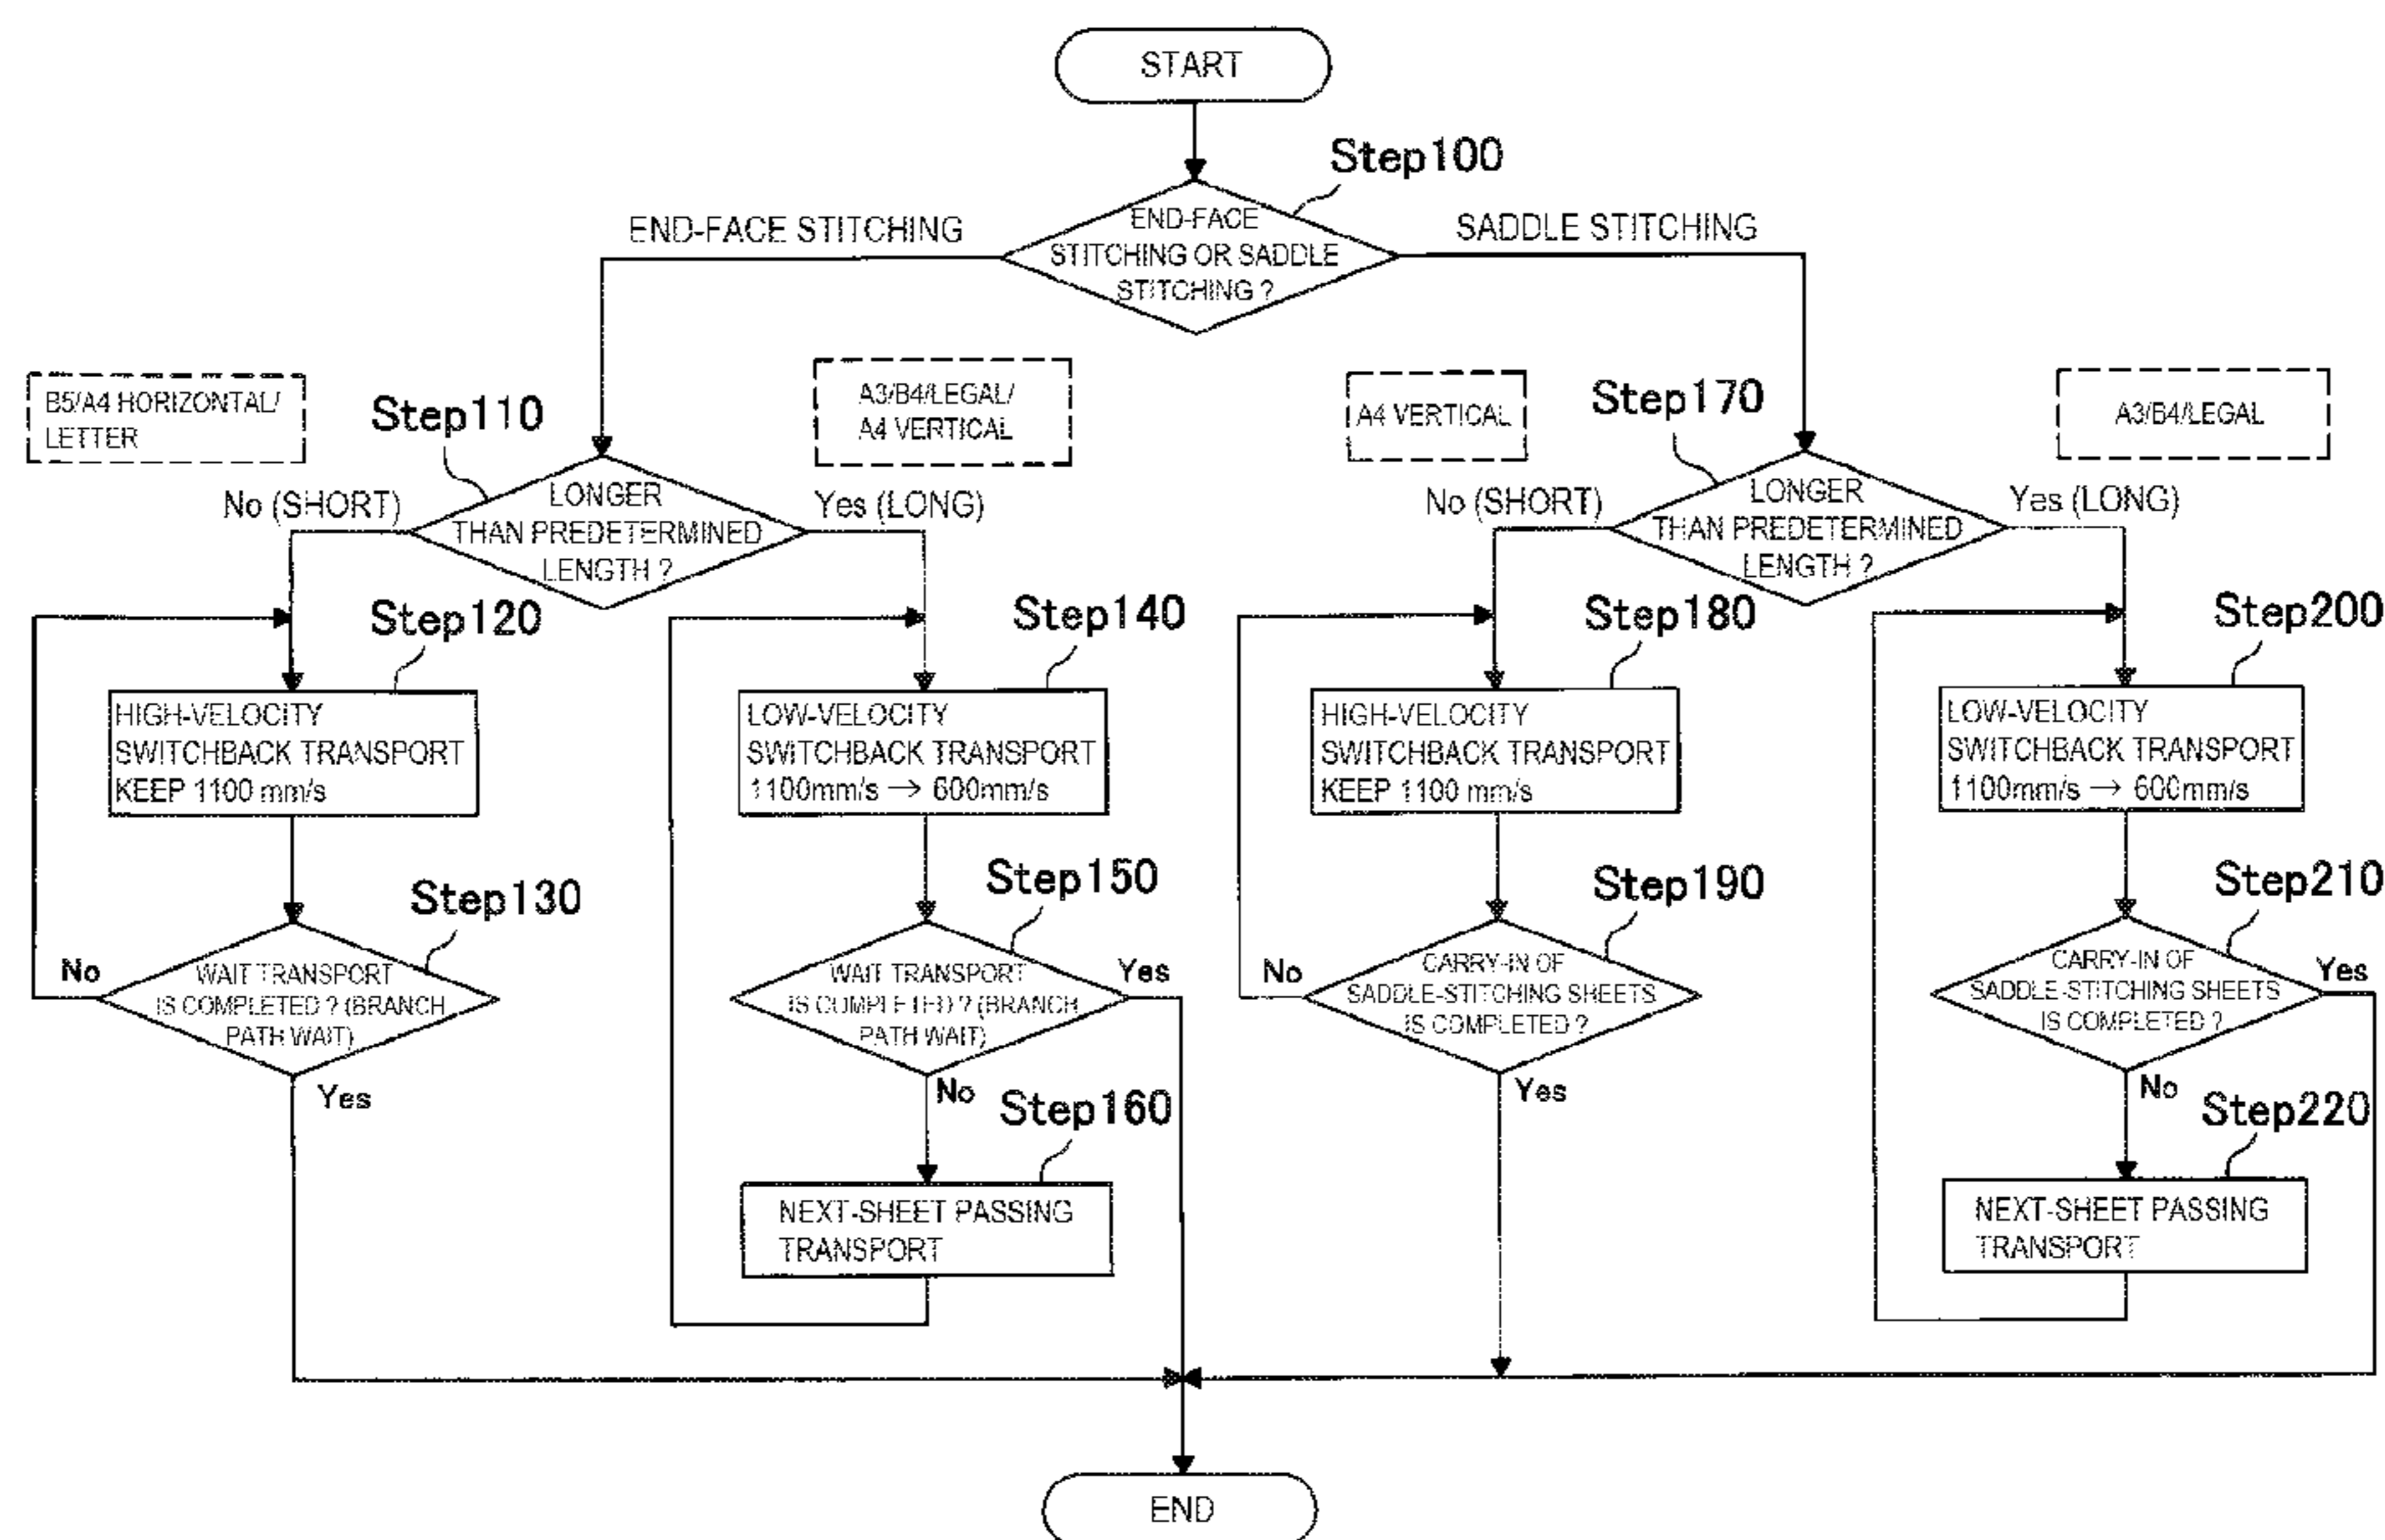 START
Step100
END-FACE
STITCHING OR SADDLE
STITCHING ?
END-FACE STITCHING
SADDLE STITCHING
B5/A4 HORIZONTAL/
LETTER
Step110
A3/B4/LEGAL/
A4 VERTICAL
LONGER
THAN PREDETERMINED
LENGTH ?
No (SHORT)
Yes (LONG)
A4 VERTICAL
Step170
A3/B4/LEGAL
LONGER
THAN PREDETERMINED
LENGTH ?
No (SHORT)
Yes (LONG)
Step120
HIGH-VELOCITY
SWITCHBACK TRANSPORT
KEEP 1100 mm/s
Step140
LOW-VELOCITY
SWITCHBACK TRANSPORT
1100mm/s → 600mm/s
Step180
HIGH-VELOCITY
SWITCHBACK TRANSPORT
KEEP 1100 mm/s
Step200
LOW-VELOCITY
SWITCHBACK TRANSPORT
1100mm/s → 600mm/s
Step130
No
WAIT TRANSPORT
IS COMPLETED ? (BRANCH
PATH WAIT)
Yes
Step150
WAIT TRANSPORT
IS COMPLETED ? (BRANCH
PATH WAIT)
Yes
No
Step190
No
CARRY-IN OF
SADDLE-STITCHING SHEETS
IS COMPLETED ?
Yes
Step210
CARRY-IN OF
SADDLE-STITCHING SHEETS
IS COMPLETED ?
Yes
No
Step160
NEXT-SHEET PASSING
TRANSPORT
Step220
NEXT-SHEET PASSING
TRANSPORT
END